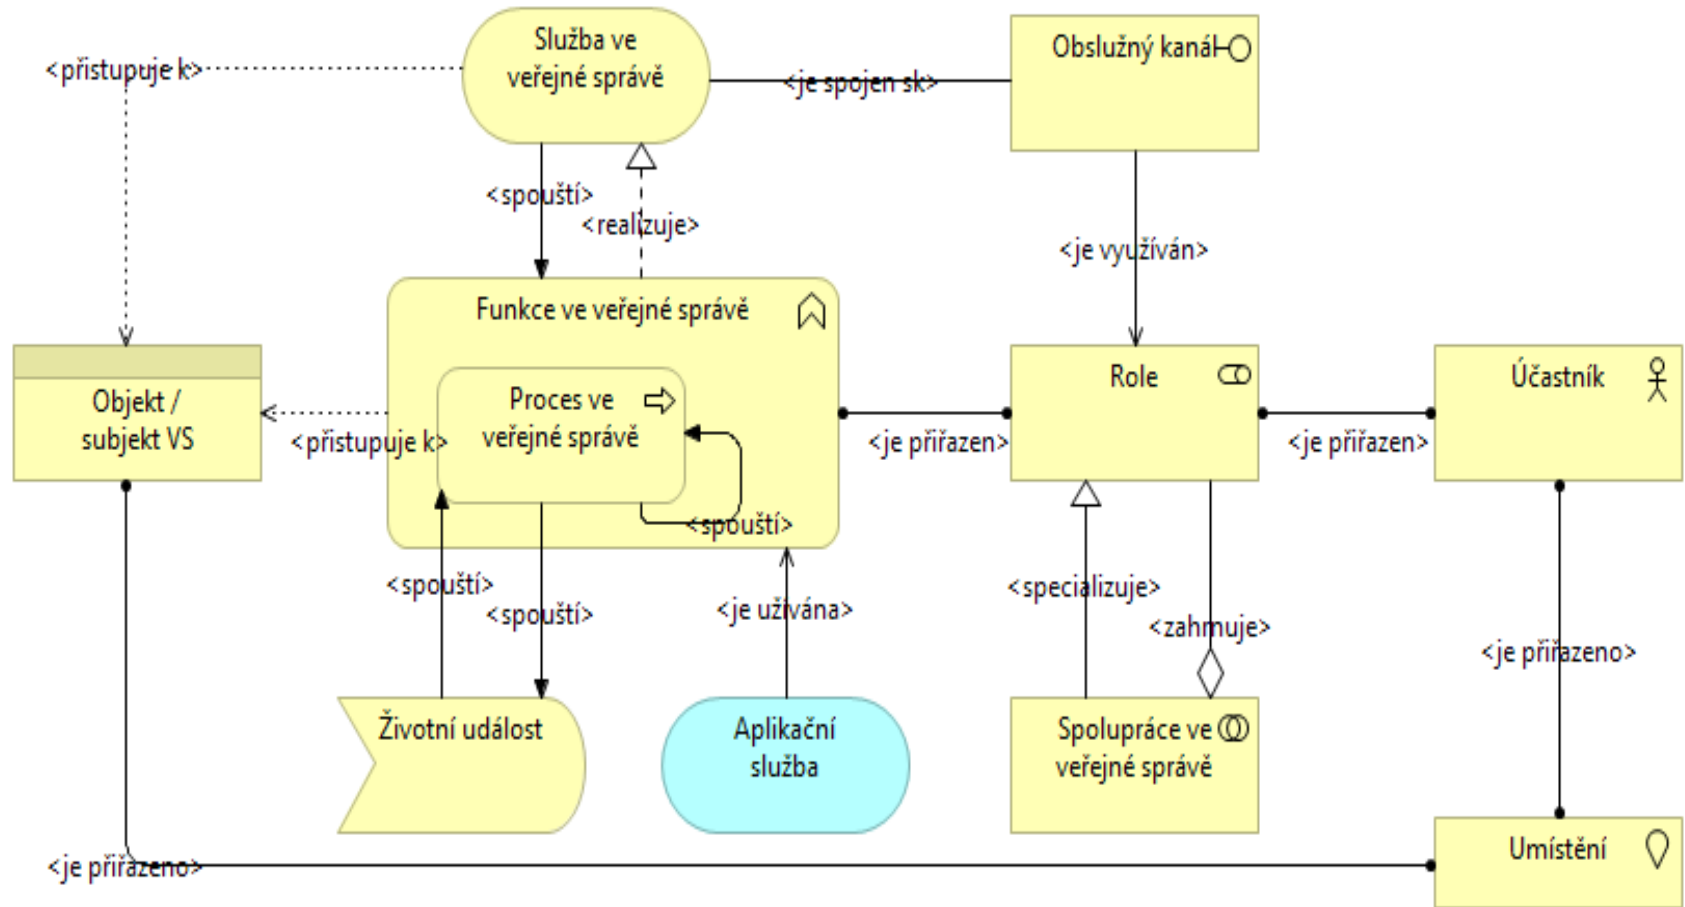 Služba ve
veřejné správě
Obslužný kanál
<přistupuje k>
<je spojen sk>
<spouští>
<realizuje>
<je využíván>
Funkce ve veřejné správě
Proces ve
veřejné správě
Objekt /
subjekt VS
Role
Účastník
<přistupuje k>
<je přiřazen>
<je přiřazen>
<spouští>
<spouští>
<spouští>
<je užívána>
<specializuje>
<zahrnuje>
<je přiřazeno>
Životní událost
Aplikační
služba
Spolupráce ve
veřejné správě
Umístění
<je přiřazeno>